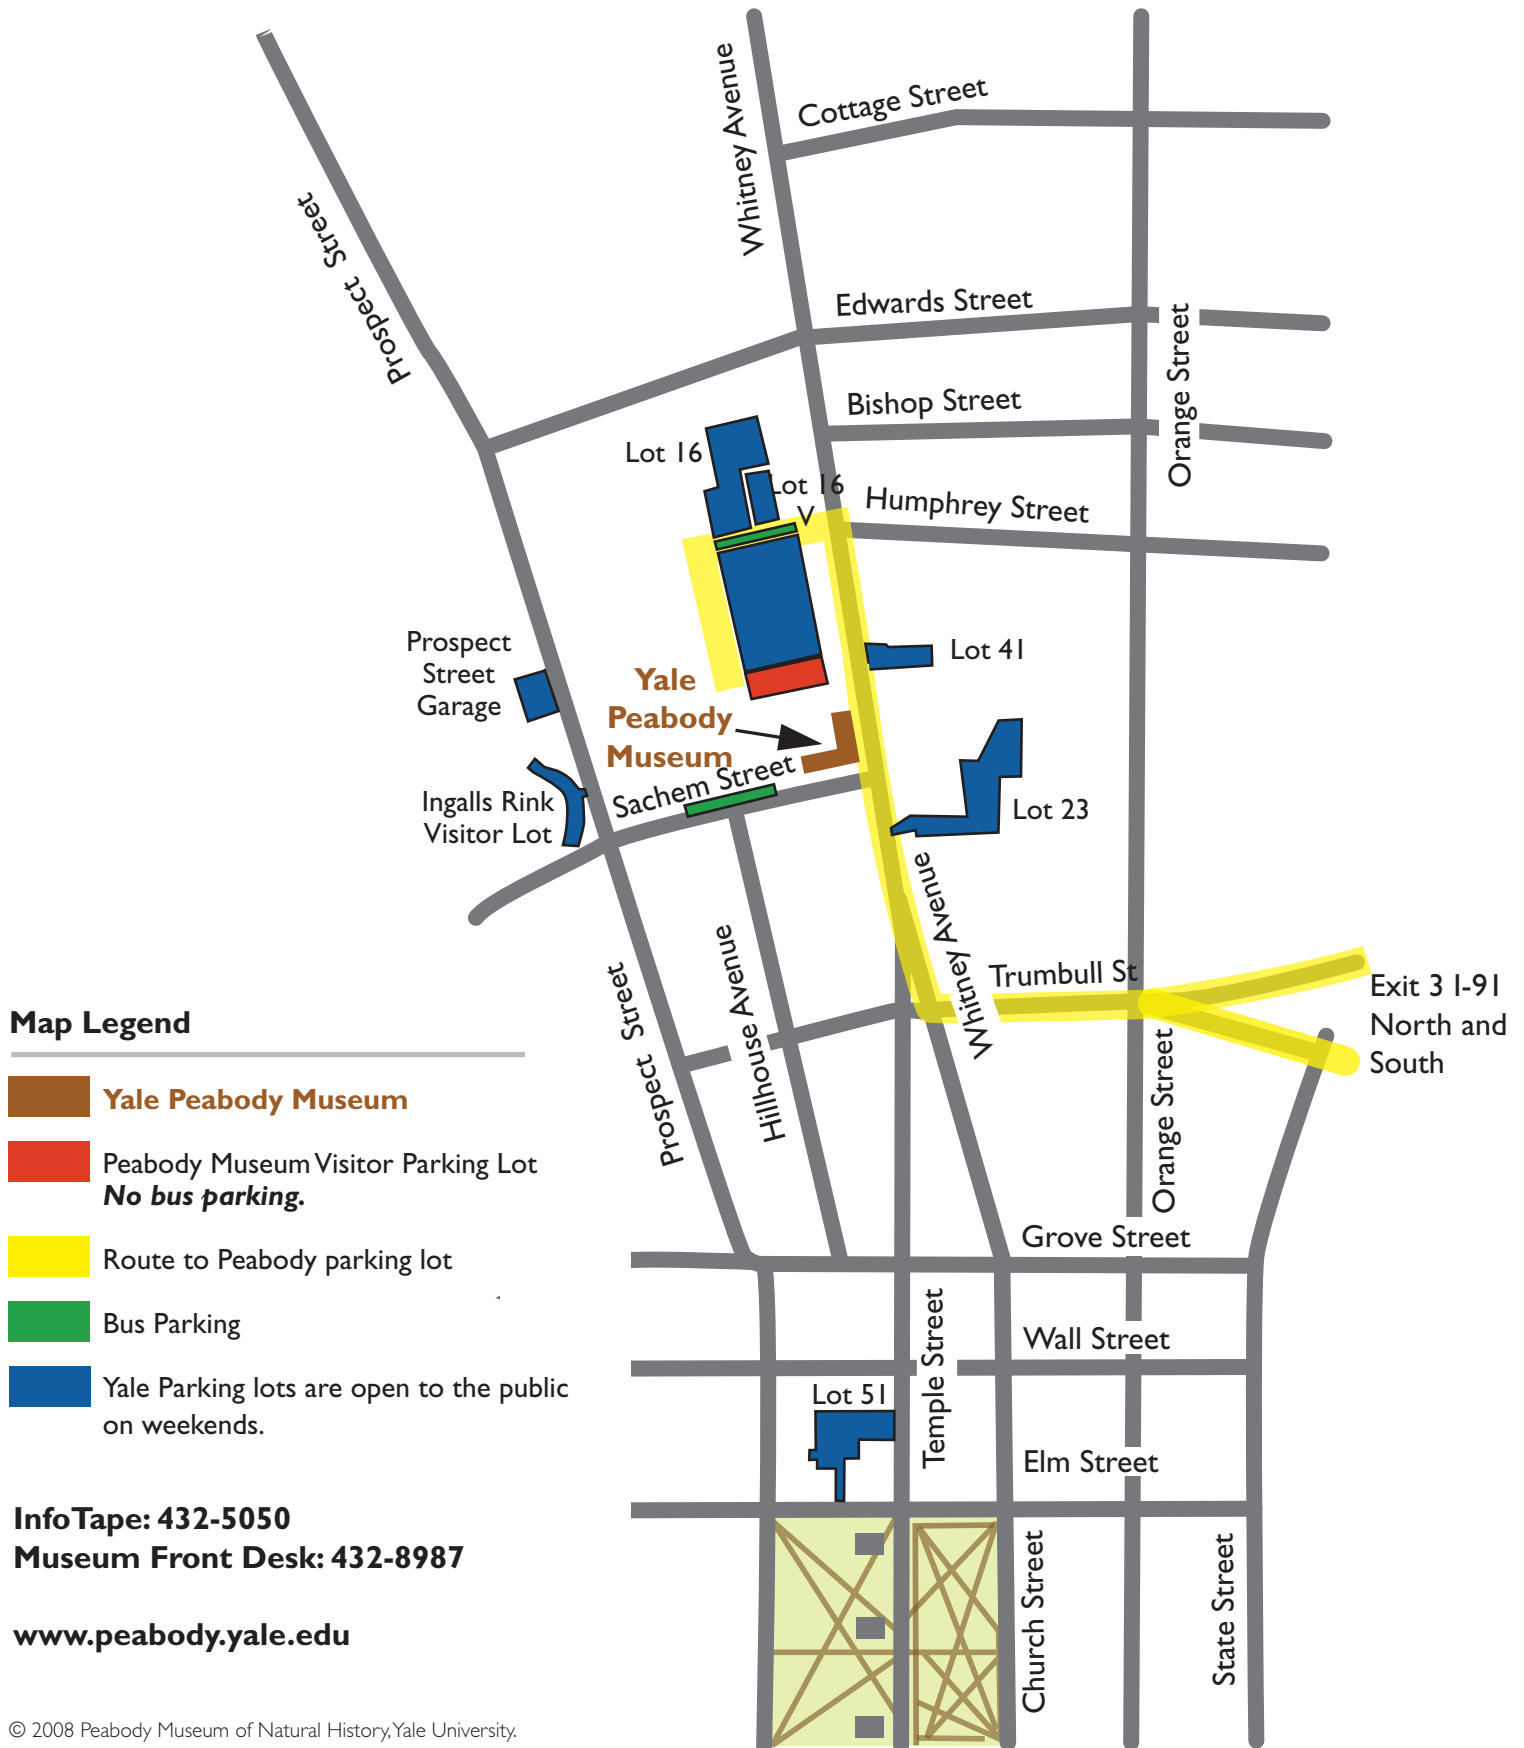 Whitney Avenue
Cottage Street
Prospect Street
Edwards Street
Orange Street
Bishop Street
Lot 16
Lot 16
V
Humphrey Street
Prospect
Street
Garage
Lot 41
Yale
Peabody
Museum
Sachem Street
Ingalls Rink
Visitor Lot
Lot 23
Whitney Avenue
Hillhouse Avenue
Prospect Street
Trumbull St
Exit 3 I-91
North and
South
Orange Street
Map Legend
Yale Peabody Museum
Peabody Museum Visitor Parking Lot
No bus parking.
Route to Peabody parking lot
Bus Parking
Yale Parking lots are open to the public
on weekends.
Grove Street
Wall Street
Temple Street
Lot 51
Elm Street
Church Street
State Street
InfoTape: 432-5050
Museum Front Desk: 432-8987
www.peabody.yale.edu
© 2008 Peabody Museum of Natural History, Yale University.